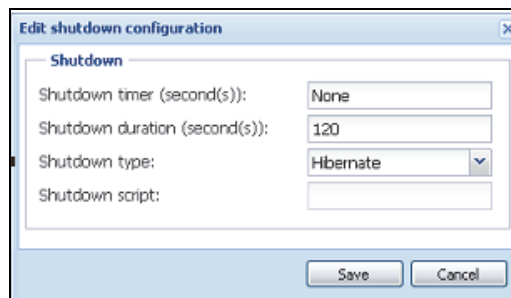 Edit shutdown configuration
Shutdown
Shutdown timer (second(s)): None
Shutdown duration (second(s)): 120
Shutdown type: Hibernate
Shutdown script:
Save Cancel